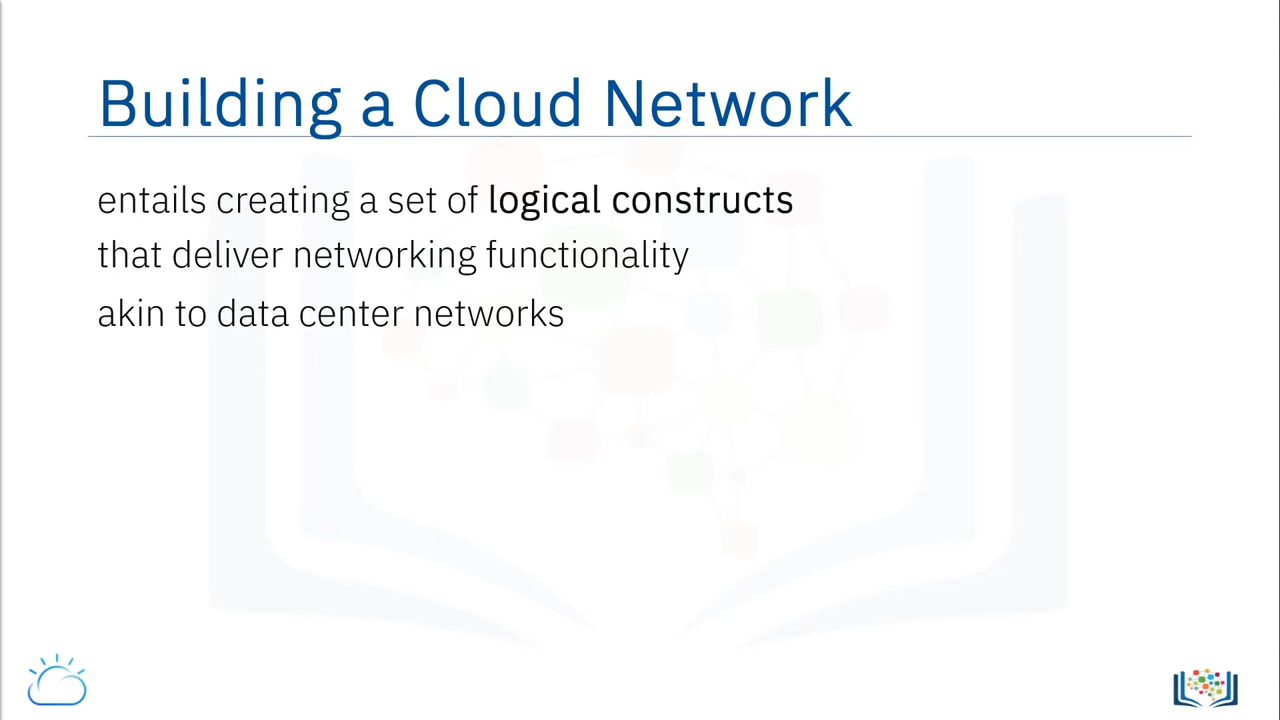 Building a Cloud Network
entails creating a set of logical constructs
that deliver networking functionality
akin to data center networks